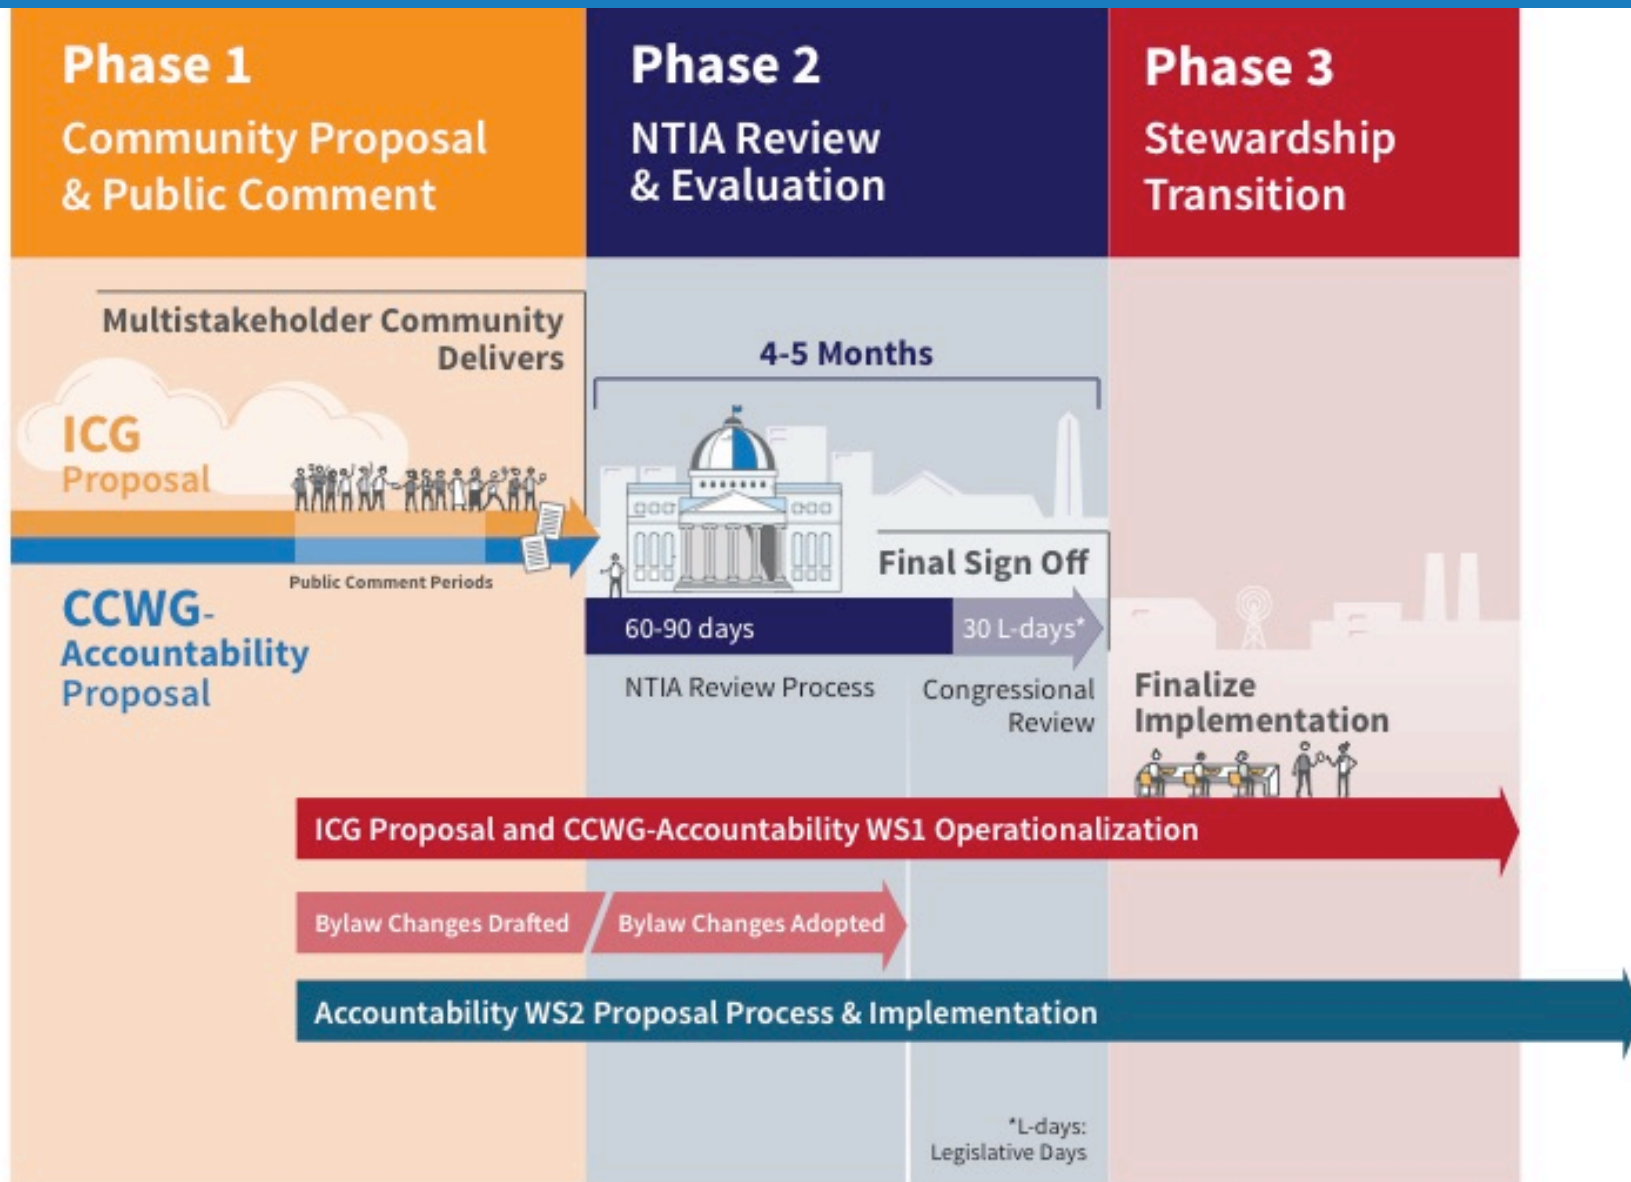 Phase 1
Community Proposal
& Public Comment
Phase 2
NTIA Review
& Evaluation
Phase 3
Stewardship
Transition
Multistakeholder Community
Delivers
ICG
Proposal
Public Comment Periods
CCWG-
Accountability
Proposal
4-5 Months
Final Sign Off
60-90 days
30 L-days*
NTIA Review Process
Congressional
Review
Finalize
Implementation
ICG Proposal and CCWG-Accountability WS1 Operationalization
Bylaw Changes Drafted
Bylaw Changes Adopted
Accountability WS2 Proposal Process & Implementation
*L-days:
Legislative Days